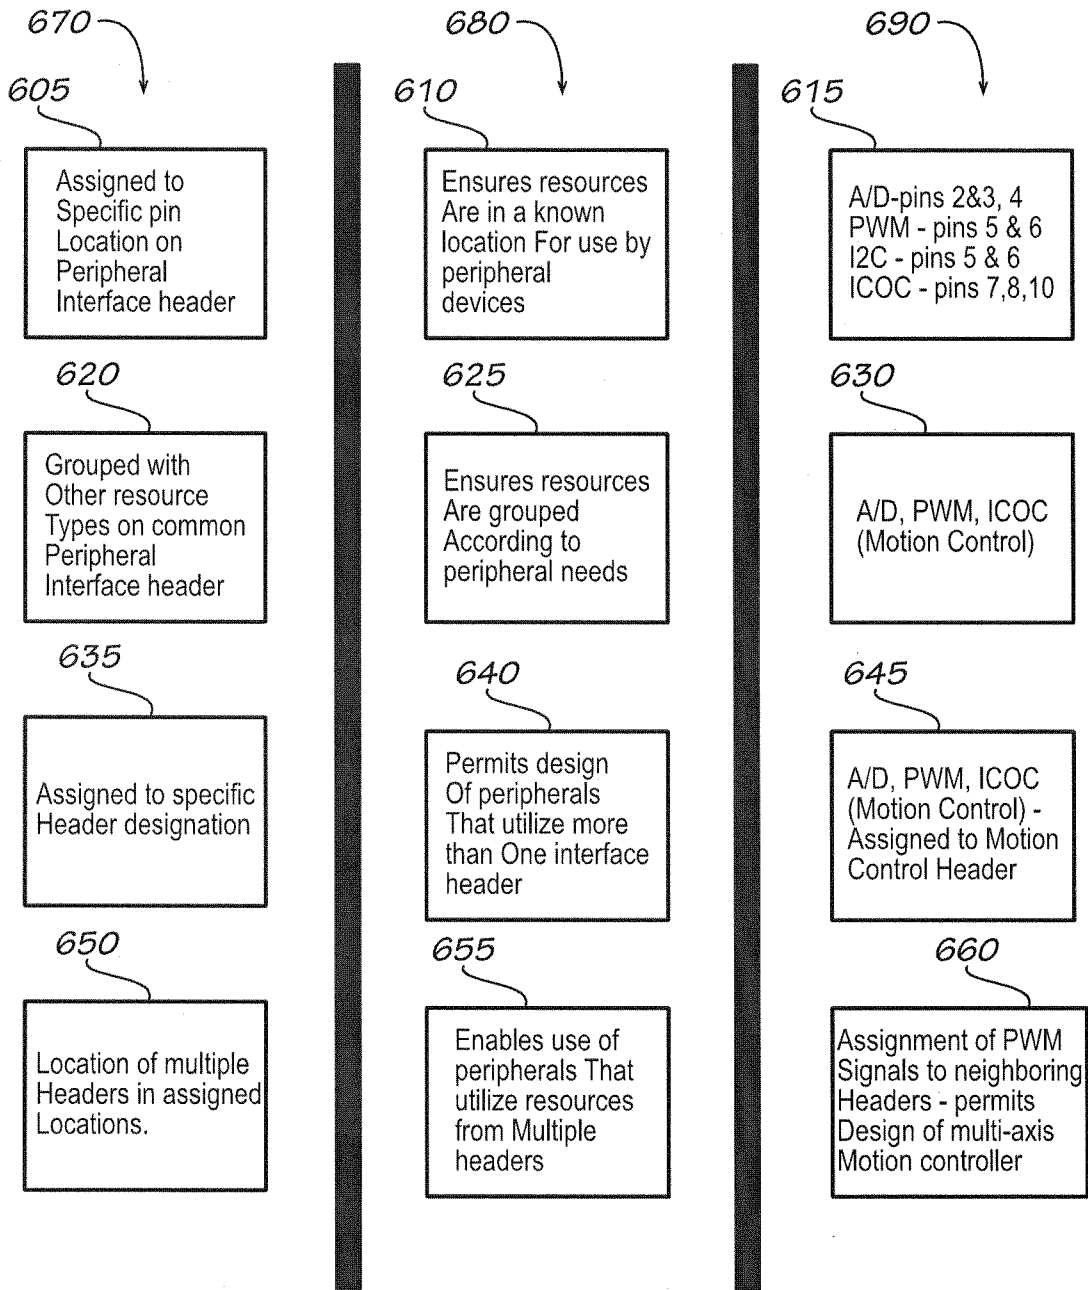 670
680
690
605
610
615
Assigned to
Specific pin
Location on
Peripheral
Interface header
Ensures resources
Are in a known
location For use by
peripheral
devices
A/D-pins 2&3, 4
PWM - pins 5 & 6
I2C - pins 5 & 6
ICOC - pins 7,8,10
620
625
630
Grouped with
Other resource
Types on common
Peripheral
Interface header
Ensures resources
Are grouped
According to
peripheral needs
A/D, PWM, ICOC
(Motion Control)
635
640
645
Assigned to specific
Header designation
Permits design
Of peripherals
That utilize more
than One interface
header
A/D, PWM, ICOC
(Motion Control) -
Assigned to Motion
Control Header
650
655
660
Location of multiple
Headers in assigned
Locations.
Enables use of
peripherals That
utilize resources
from Multiple
headers
Assignment of PWM
Signals to neighboring
Headers - permits
Design of multi-axis
Motion controller